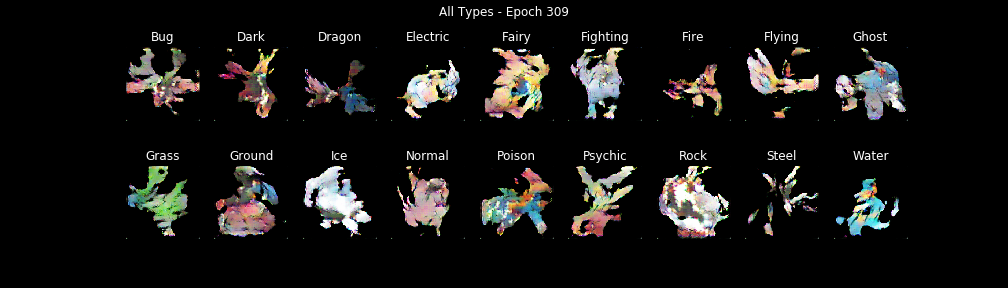 All Types - Epoch 309
Bug Dark Dragon Electric Fairy Fighting Fire Flying Ghost
Grass Ground Ice Normal Poison Psychic Rock Steel Water